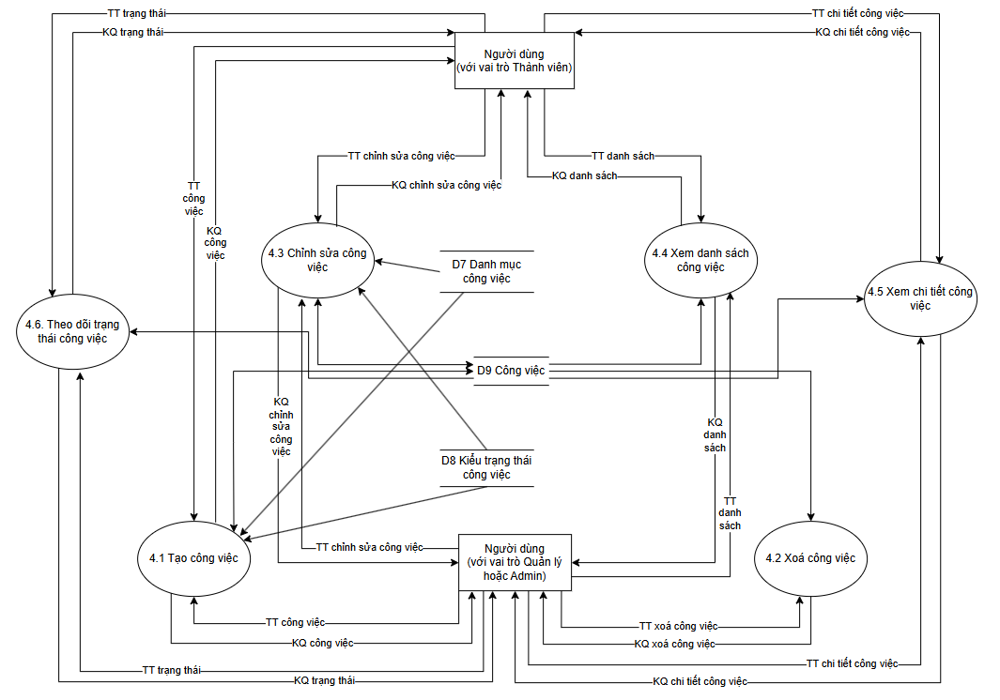 TT trạng thái
TT chi tiết công việc
KQ trạng thái
KQ chi tiết công việc
Người dùng
(với vai trò Thành viên)
TT chỉnh sửa công việc
TT danh sách
KQ danh sách
KQ chỉnh sửa công việc
TT
công
việc
KQ
công
việc
4.3 Chỉnh sửa công
việc
D7 Danh mục
công việc
4.4 Xem danh sách
công việc
4.5 Xem chi tiết công
việc
4.6. Theo dõi trạng
thái công việc
D9 Công việc
KQ
chỉnh
sửa
công
việc
KQ
danh
sách
D8 Kiểu trạng thái
công việc
TT
danh
sách
TT chỉnh sửa công việc
Người dùng
(với vai trò Quản lý
hoặc Admin)
4.1 Tạo công việc
4.2 Xoá công việc
TT công việc
TT xoá công việc
KQ công việc
KQ xoá công việc
TT chi tiết công việc
TT trạng thái
KQ trạng thái
KQ chi tiết công việc